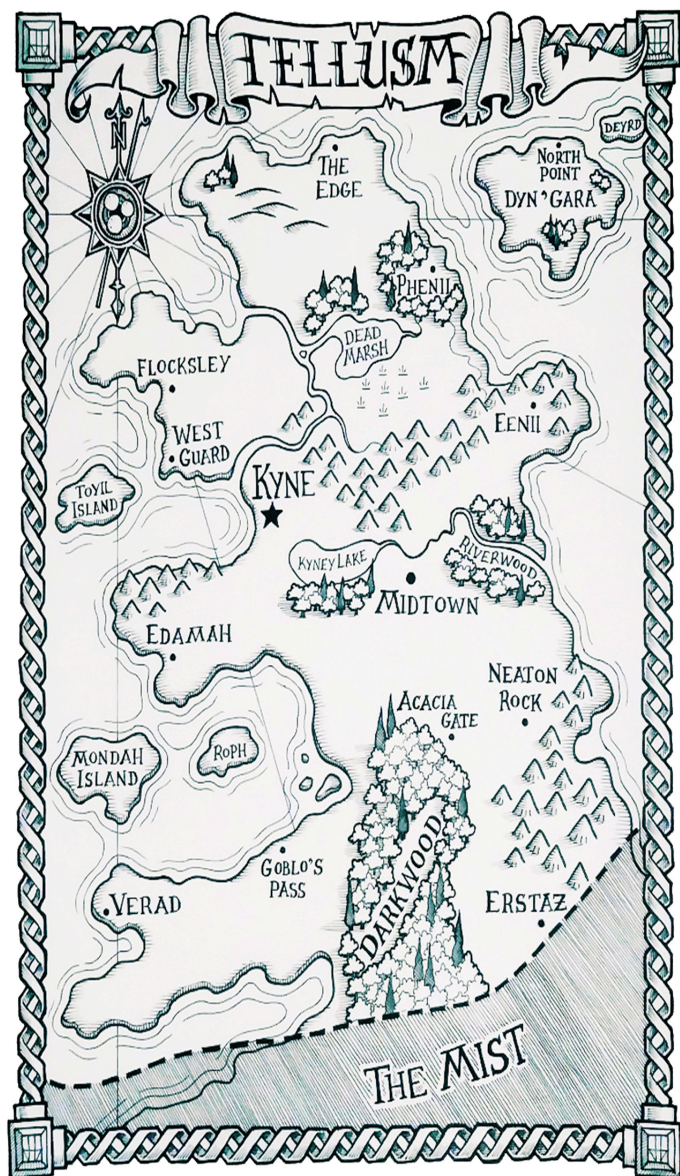 TELLUSM
N
DEYRD
THE
EDGE
NORTH
POINT
DYN'GARA
PHENII
DEAD
MARSH
FLOCKSLEY
EENII
WEST
GUARD
KYNE
TOYIL
ISLAND
KYNEY LAKE
RIVERWOOD
MIDTOWN
EDAMAH
NEATON
ROCK
ACACIA
GATE
MONDAH
ISLAND
ROPH
GOBLO'S
PASS
DARKWOOD
VERAD
ERSTAZ
THE MIST